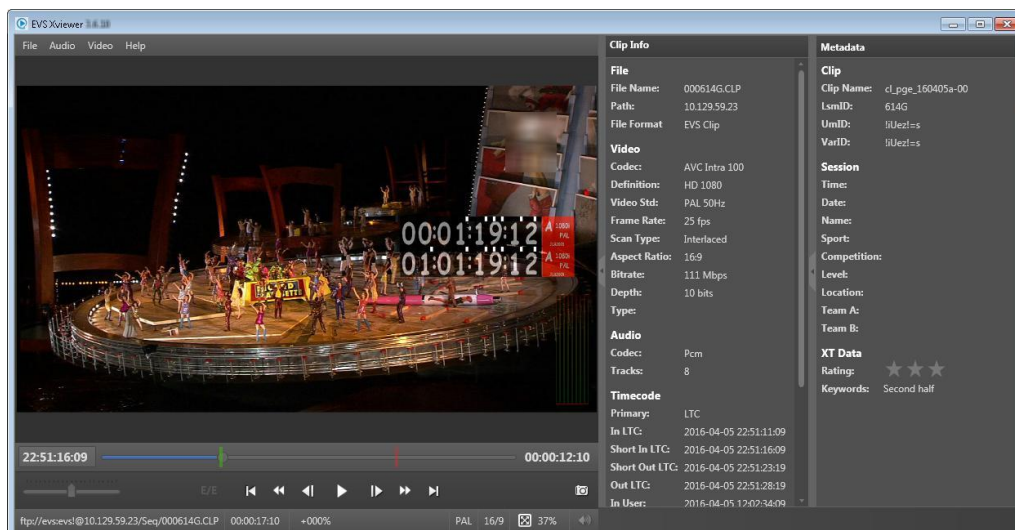 EVS Xviewer
File Audio Video Help
00:01:19:12 A 1080i
PAL
01:01:19:12 A 1080i
PAL
22:51:16:09
00:00:12:10
E/E
ftp://evs:evs!@10.129.59.23/Seq/000614G.CLP 00:00:17:10 +000% PAL 16/9 37%
Clip Info
File
File Name: 000614G.CLP
Path: 10.129.59.23
File Format EVS Clip
Video
Codec: AVC Intra 100
Definition: HD 1080
Video Std: PAL 50Hz
Frame Rate: 25 fps
Scan Type: Interlaced
Aspect Ratio: 16:9
Bitrate: 111 Mbps
Depth: 10 bits
Type:
Audio
Codec: Pcm
Tracks: 8
Timecode
Primary: LTC
In LTC: 2016-04-05 22:51:11:09
Short In LTC: 2016-04-05 22:51:16:09
Short Out LTC: 2016-04-05 22:51:23:19
Out LTC: 2016-04-05 22:51:28:19
In User: 2016-04-05 12:02:34:09
Metadata
Clip
Clip Name: cl_pge_160405a-00
LsmID: 614G
UmID: !iUez!=s
VarID: !iUez!=s
Session
Time:
Date:
Name:
Sport:
Competition:
Level:
Location:
Team A:
Team B:
XT Data
Rating:
Keywords: Second half